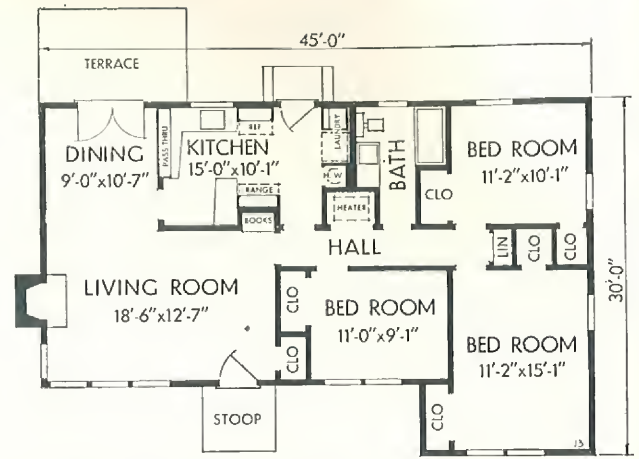 45'-0"
TERRACE
DINING
9'-0"x10'-7"
PASS THRU
KITCHEN
15'-0"x10'-1"
REF
RANGE
BOOKS
LAUNDRY
H.W
HEATER
BATH
CLO
BED ROOM
11'-2"x10'-1"
HALL
LIN
CLO
CLO
30'-0"
LIVING ROOM
18'-6"x12'-7"
CLO
CLO
BED ROOM
11'-0"x9'-1"
BED ROOM
11'-2"x15'-1"
STOOP
CLO